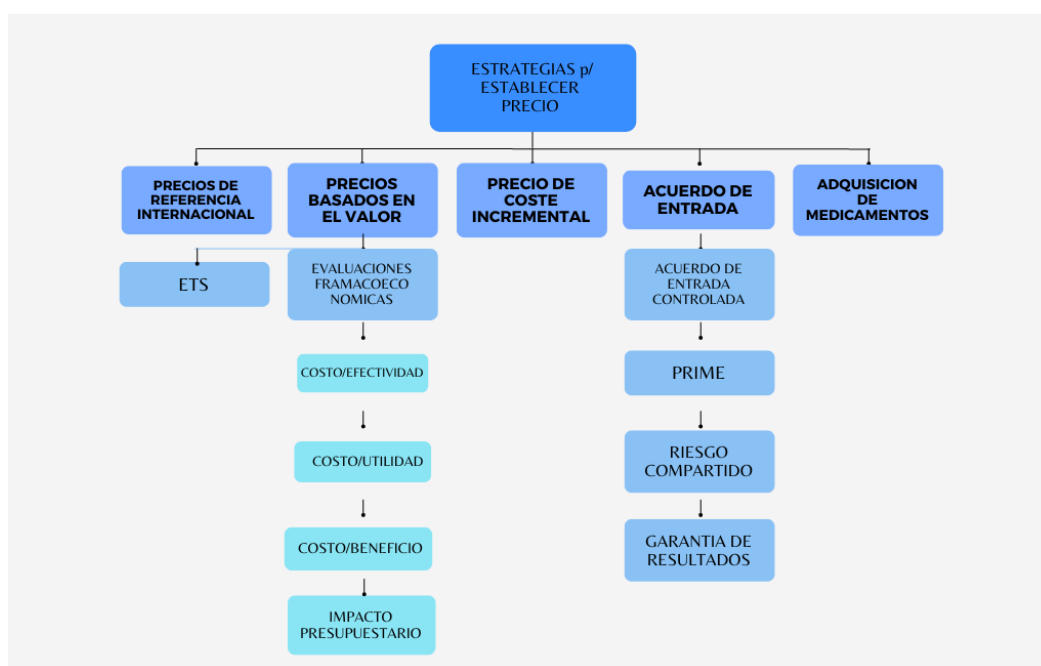 ESTRATEGIAS p/
ESTABLECER
PRECIO
PRECIOS DE
REFERENCIA
INTERNACIONAL
PRECIOS
BASADOS EN
EL VALOR
PRECIO DE
COSTE
INCREMENTAL
ACUERDO DE
ENTRADA
ADQUISICION
DE
MEDICAMENTOS
ETS
EVALUACIONES
FRAMACOECO
NOMICAS
ACUERDO DE
ENTRADA
CONTROLADA
COSTO/EFECTIVIDAD
PRIME
COSTO/UTILIDAD
RIESGO
COMPARTIDO
COSTO/BENEFICIO
GARANTIA DE
RESULTADOS
IMPACTO
PRESUPUESTARIO